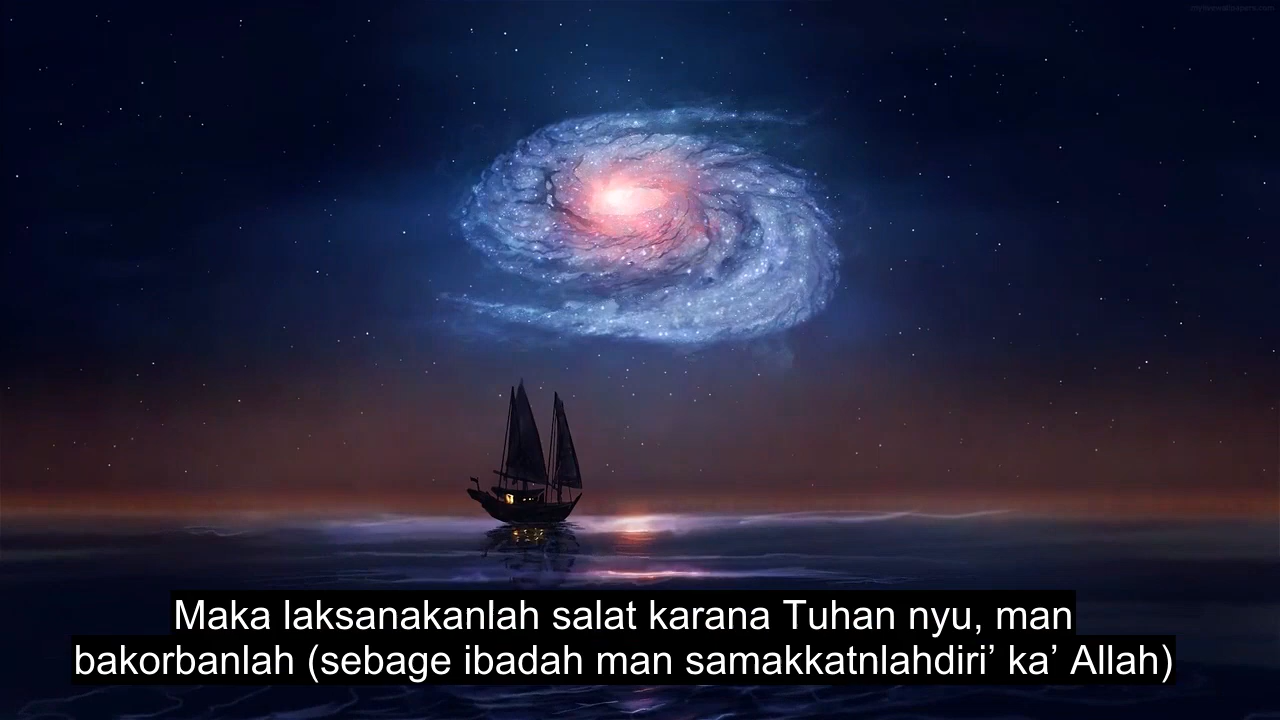 Maka laksanakanlah salat karana Tuhan nyu, man
bakorbanlah (sebage ibadah man samakkatnlahdiri’ ka’ Allah)